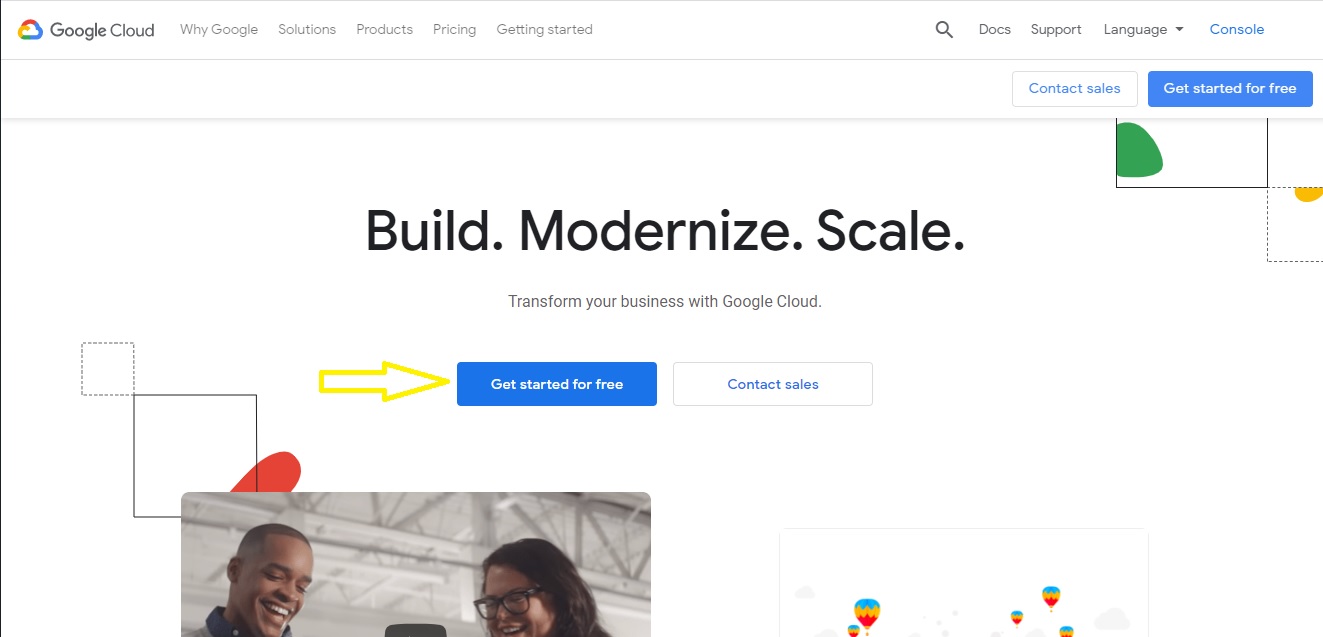 Google Cloud Why Google Solutions Products Pricing Getting started Docs Support Language Console
Contact sales Get started for free
Build. Modernize. Scale.
Transform your business with Google Cloud.
Get started for free Contact sales